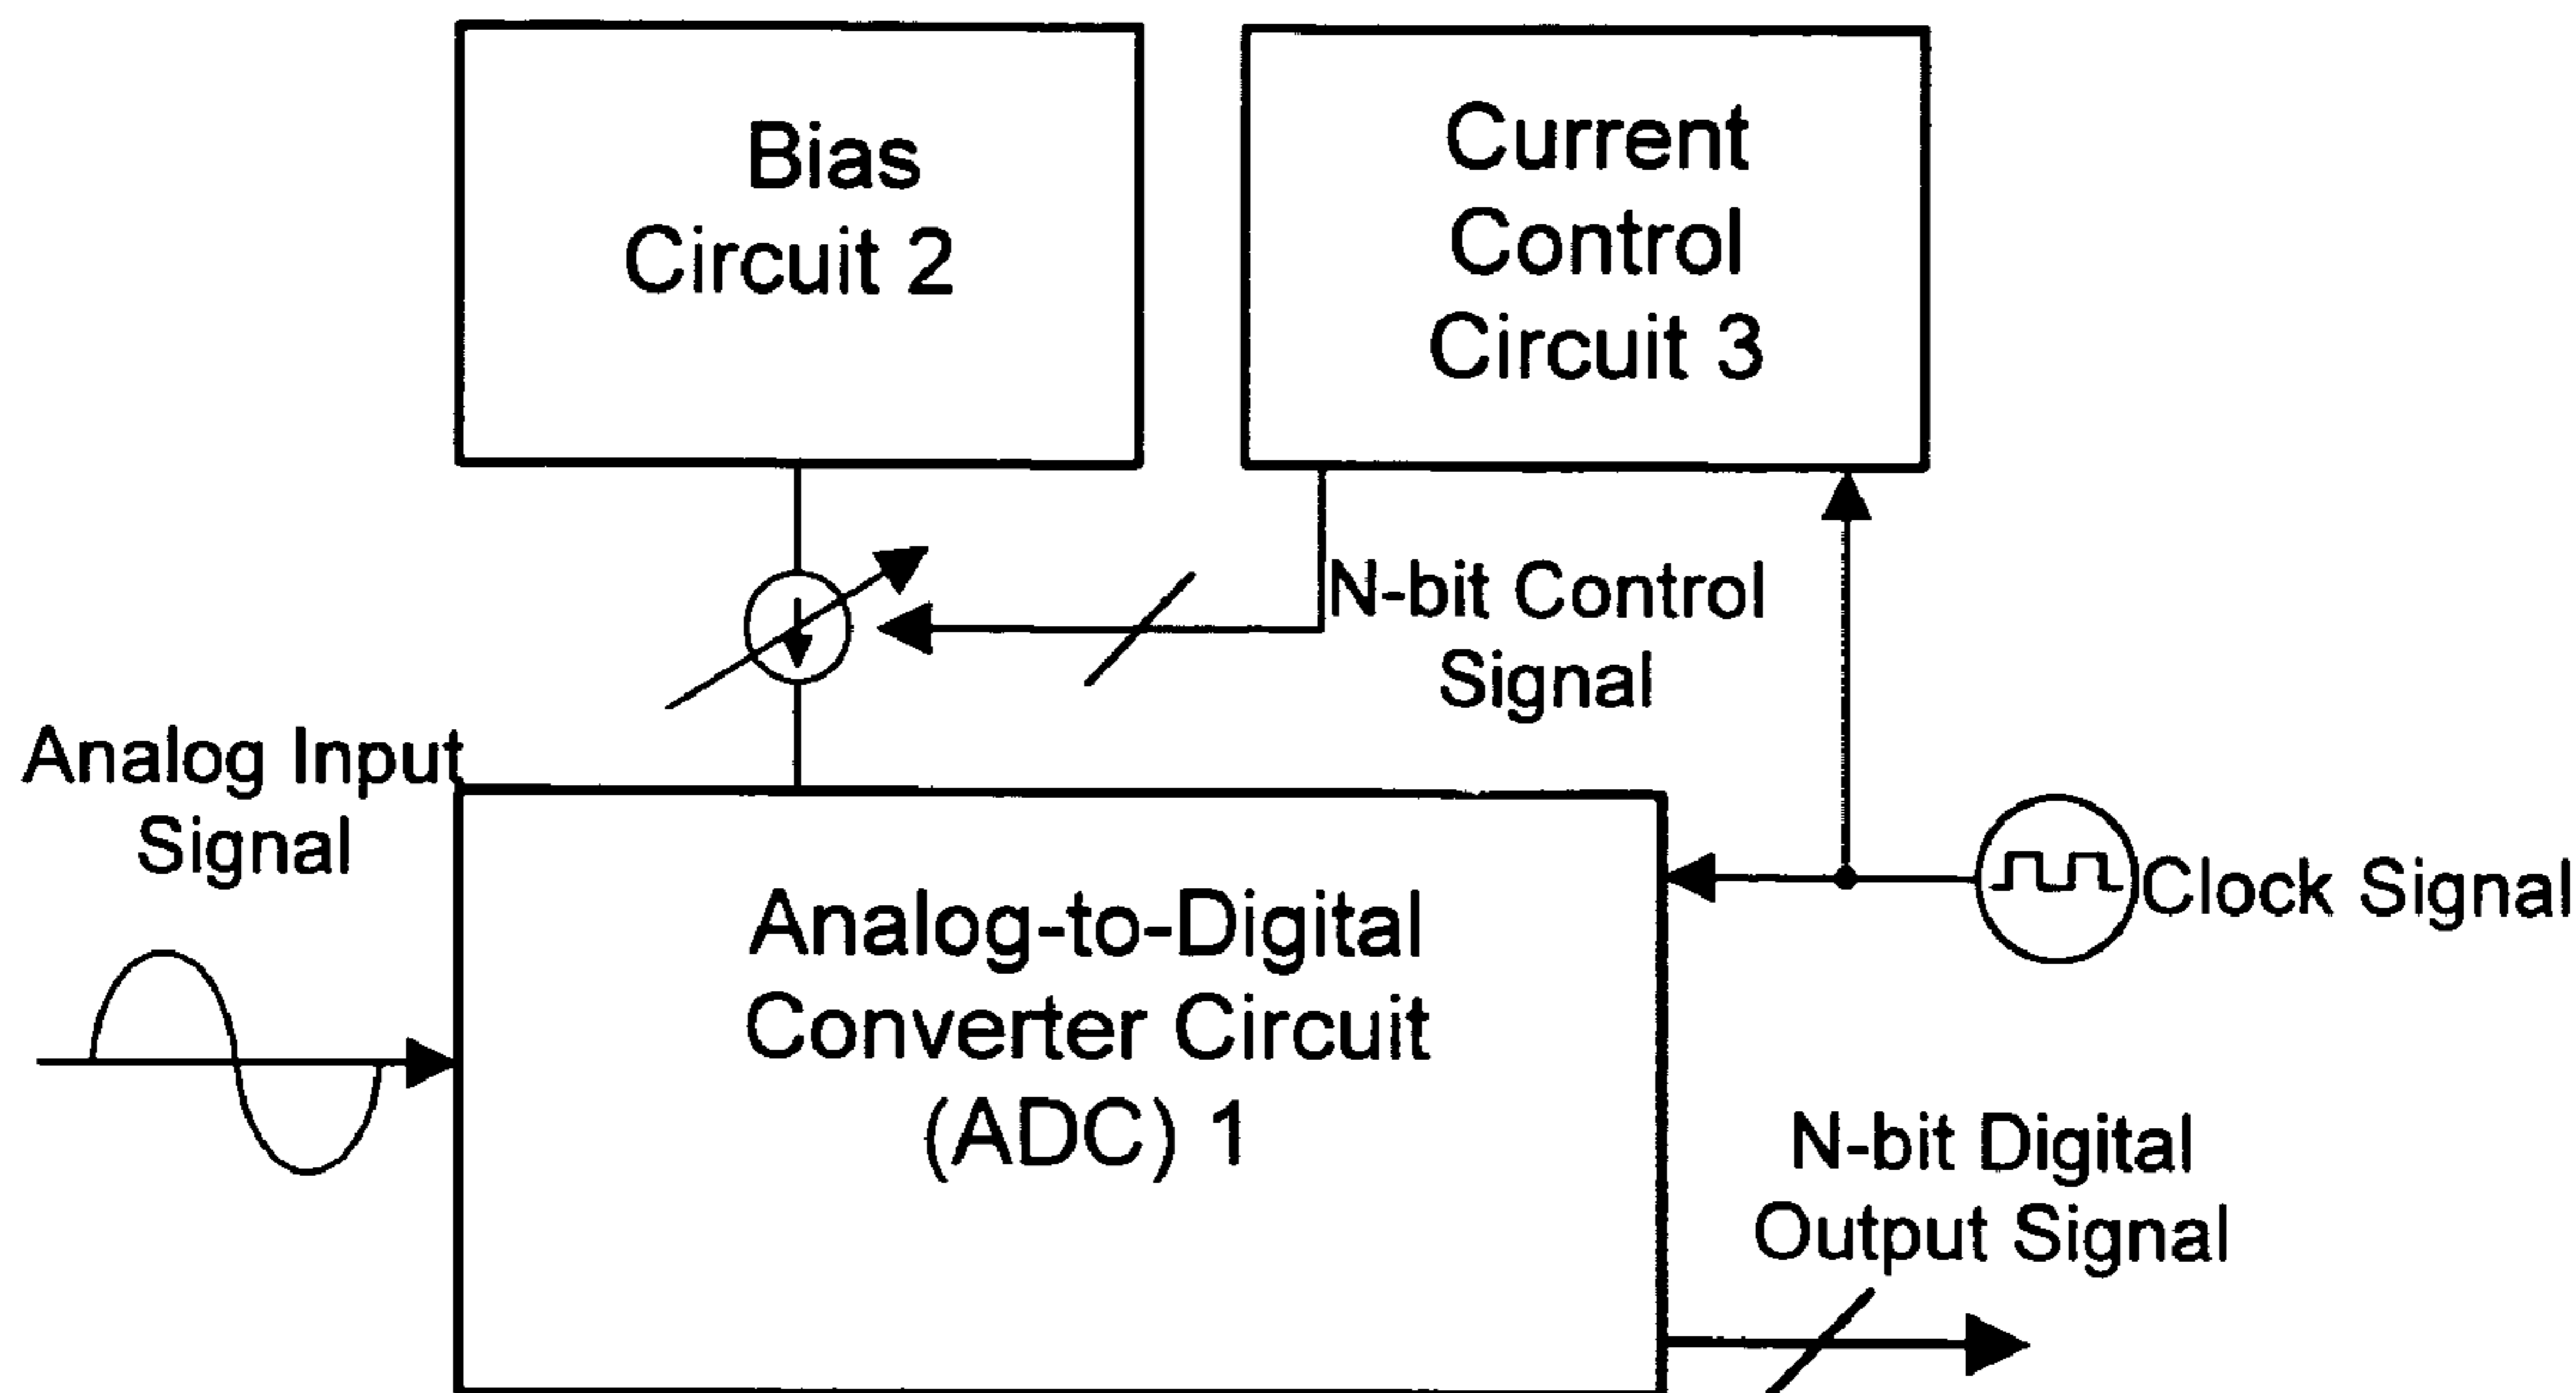 Bias
Circuit 2
Current
Control
Circuit 3
N-bit Control
Signal
Analog Input
Signal
Clock Signal
Analog-to-Digital
Converter Circuit
(ADC) 1
N-bit Digital
Output Signal